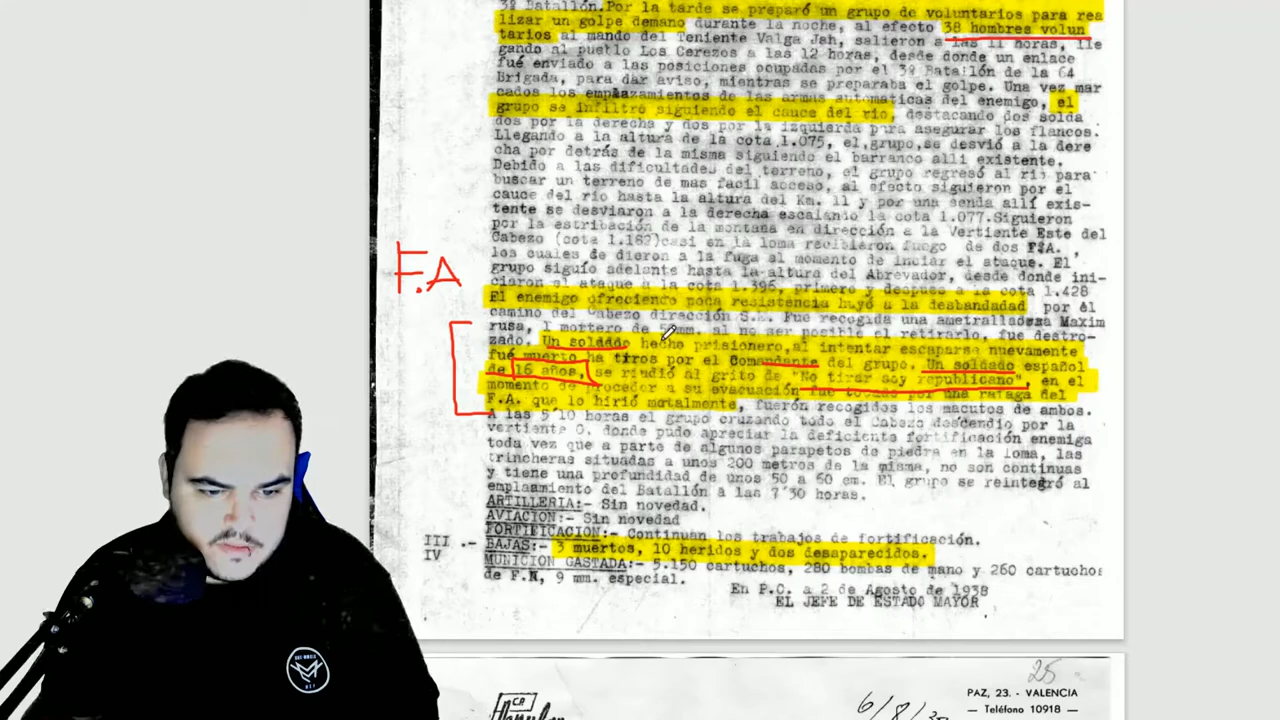 3º Batallón.Por la tarde se preparó un grupo de voluntarios para rea
lizar un golpe demano durante la noche, al efecto 38 hombres volun
tarios al mando del Teniente Valga Jah, salieron a las 11 horas, lle
gando al pueblo Los Cerezos a las 12 horas, desde donde un enlace
fué enviado a las posiciones ocupadas por el 3º Batallón de la 64
Brigada, para dar aviso, mientras se preparaba el golpe. Una vez mar
cados los emplazamientos de las armas automaticas del enemigo, el
grupo se infiltró siguiendo el cauce del rio, destacando dos solda
dos por la derecha y dos por la izquierda para asegurar los flancos.
Llegando a la altura de la cota 1.075, el grupo,se desvió a la dere
cha por detrás de la misma siguiendo el barranco alli existente.
Debido a las dificultades del terreno, el grupo regresó al rio para
buscar un terreno de mas facil acceso, al efecto siguieron por el
cauce del rio hasta la altura del Km. 11 y por una senda allí exis-
tente se desviaron a la derecha escalando la cota 1.077.Siguieron
por la estribación de la montana en dirección a la Vertiente Este del
Cabezo (cota 1.182)casi en la loma recibieron fuego de dos FSA.
los cuales de dieron a la fuga al momento de inciar el ataque. El
F.A
grupo siguío adelante hasta la altura del Abrevador, desde donde ini-
ciaron el ataque a la cota 1.396, primero y despues a la cota 1.428
El enemigo ofreciendo poca resistencia huyó a la desbandadad por el
camino del Cabezo dirección S.E. Fue recogida una ametralladora Maxim
rusa, 1 mortero de mm. al no ser posible el retirarlo, fue destro-
zado. Un soldado hecho prisionero,al intentar escaparse nuevamente
fué muerto ha tiros por el Comandante del grupo. Un soldado español
de 16 años, se rindió al grito de "No tirar soy republicano", en el
momento de proceder a su evacuación fue tocado por una rafaga del
F.A. que lo hirió mortalmente, fuerón recogidos los macutos de ambos.
A las 5'10 horas el grupo cruzando todo el Cabezo descendio por la
vertiente O. donde pudo apreciar la deficiente fortificación enemiga
toda vez que a parte de algunos parapetos de piedra en la loma, las
trincheras situadas a unos 200 metros de la misma, no son continuas
y tiene una profundidad de unos 50 a 60 cm. El grupo se reintegró al
emplaamiento del Batallón a las 7'30 horas.
ARTILLERIA:- Sin novedad.
AVIACION:- Sin novedad
FORTIFICACION:- Continuan los trabajos de fortificación.
III .- BAJAS:- 3 muertos, 10 heridos y dos desaparecidos.
IV MUNICION GASTADA:- 5.150 cartuchos, 280 bombas de mano y 260 cartuchos
de F.N, 9 mm. especial.
En P.C. a 2 de Agosto de 1938
EL JEFE DE ESTADO MAYOR
25
PAZ, 23. - VALENCIA
— Teléfono 10918 —